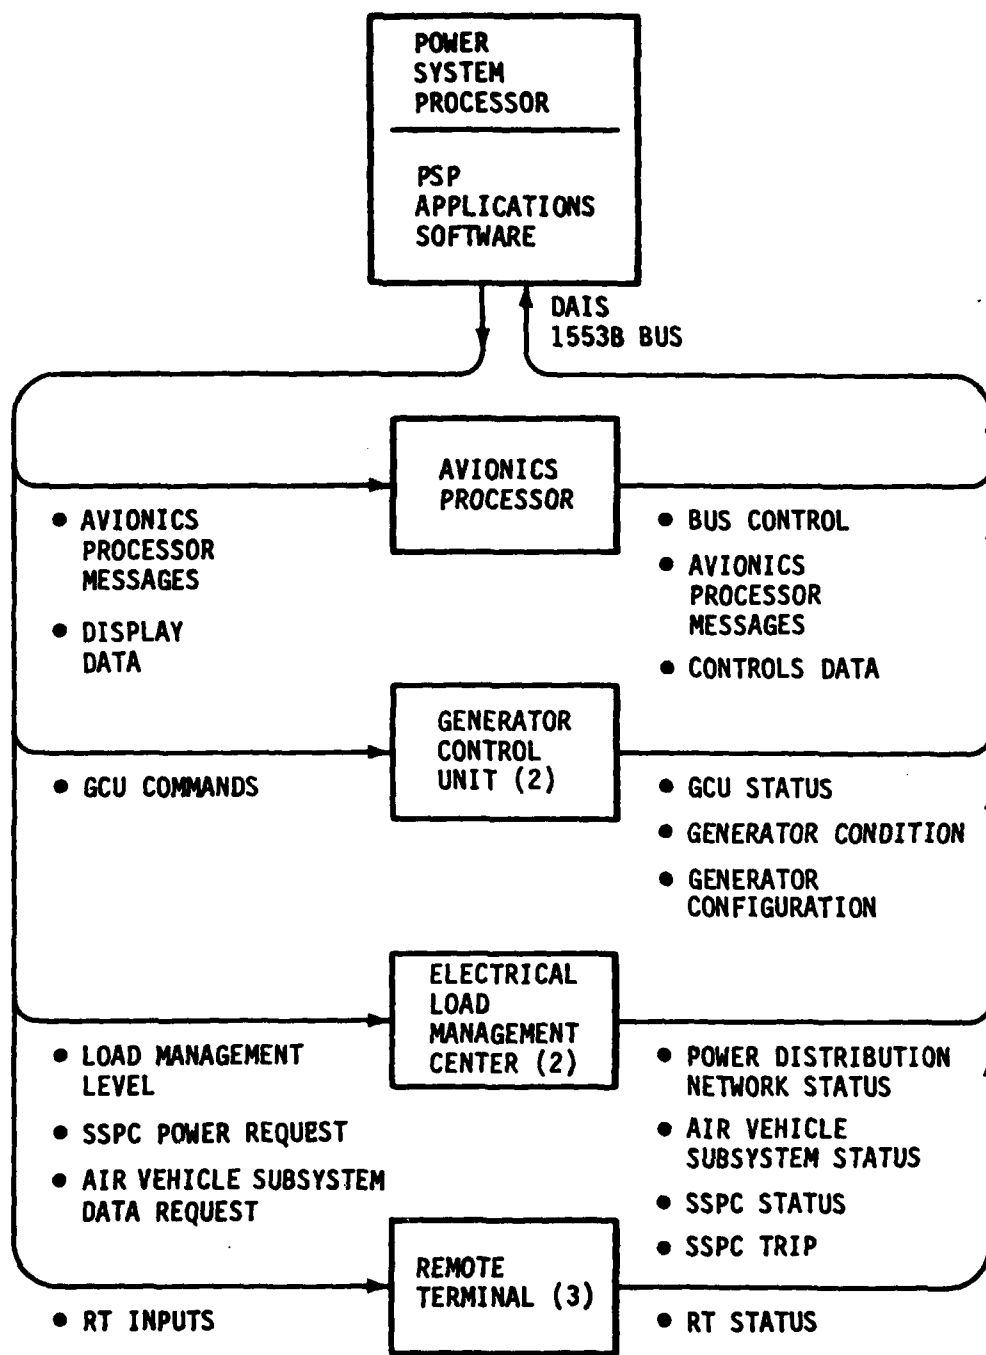 POWER
SYSTEM
PROCESSOR
PSP
APPLICATIONS
SOFTWARE
DAIS
1553B BUS
AVIONICS
PROCESSOR
● AVIONICS
PROCESSOR
MESSAGES
● DISPLAY
DATA
● BUS CONTROL
● AVIONICS
PROCESSOR
MESSAGES
● CONTROLS DATA
GENERATOR
CONTROL
UNIT (2)
● GCU COMMANDS
● GCU STATUS
● GENERATOR CONDITION
● GENERATOR
CONFIGURATION
ELECTRICAL
LOAD
MANAGEMENT
CENTER (2)
● LOAD MANAGEMENT
LEVEL
● SSPC POWER REQUEST
● AIR VEHICLE SUBSYSTEM
DATA REQUEST
● POWER DISTRIBUTION
NETWORK STATUS
● AIR VEHICLE
SUBSYSTEM STATUS
● SSPC STATUS
● SSPC TRIP
REMOTE
TERMINAL (3)
● RT INPUTS
● RT STATUS